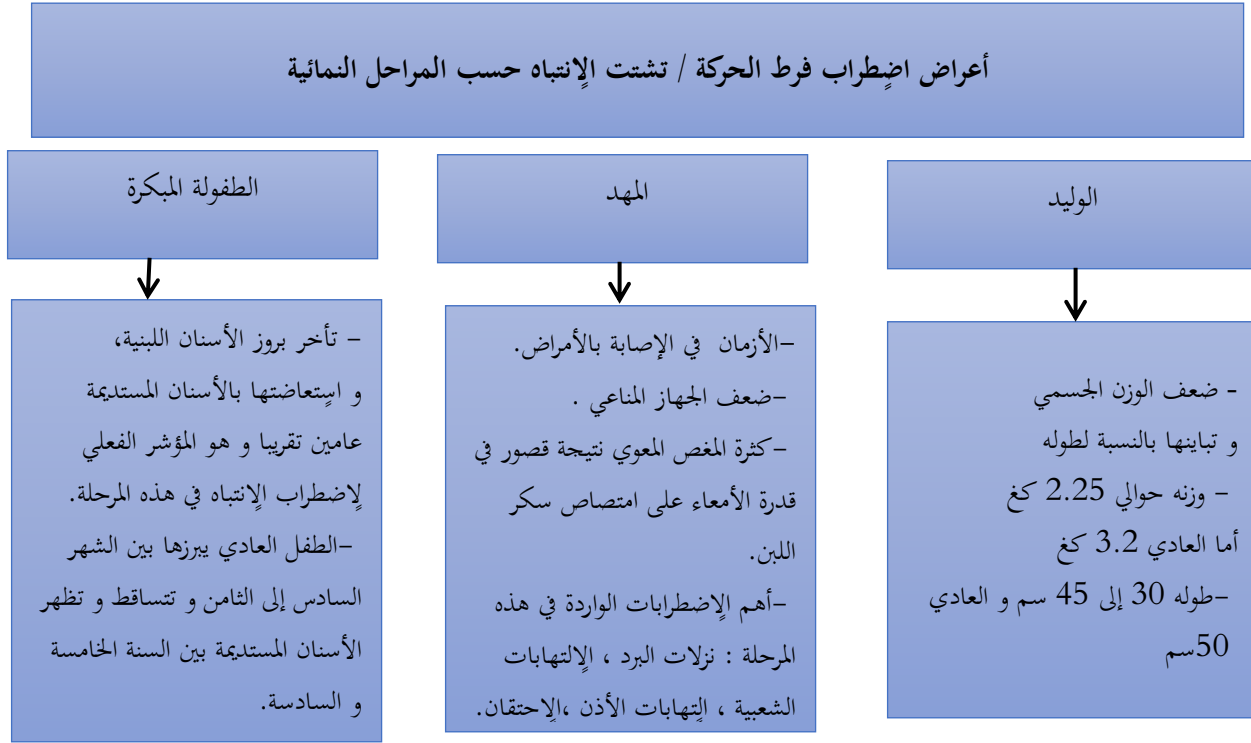 أعراض اضٕطراب فرط الحركة / تشتت الإنتباه حسب المراحل النمائية
الوليد
- ضعف الوزن الجسمي
و تباينها بالنسبة لطوله
– وزنه حوالي 2.25 كغ
أما العادي 3.2 كغ
–طوله 30 إلى 45 سم و العادي
50سم
المهد
–الأزمان في الإصابة بالأمراض.
–ضعف الجهاز المناعي .
–كثرة المغص المعوي نتيجة قصور في
قدرة الأمعاء على امتصاص سكر
اللبن.
–أهم الإضطرابات الواردة في هذه
المرحلة : نزلات البرد ، الإلتهابات
الشعبية ، إلتهابات الأذن ،الإحتقان.
الطفولة المبكرة
– تأخر بروز الأسنان اللبنية،
و إستعاضتها بالأسنان المستديمة
عامين تقريبا و هو المؤشر الفعلي
لإضطراب الإنتباه في هذه المرحلة.
–الطفل العادي يبرزها بين الشهر
السادس إلى الثامن و تتساقط و تظهر
الأسنان المستديمة بين السنة الخامسة
و السادسة.